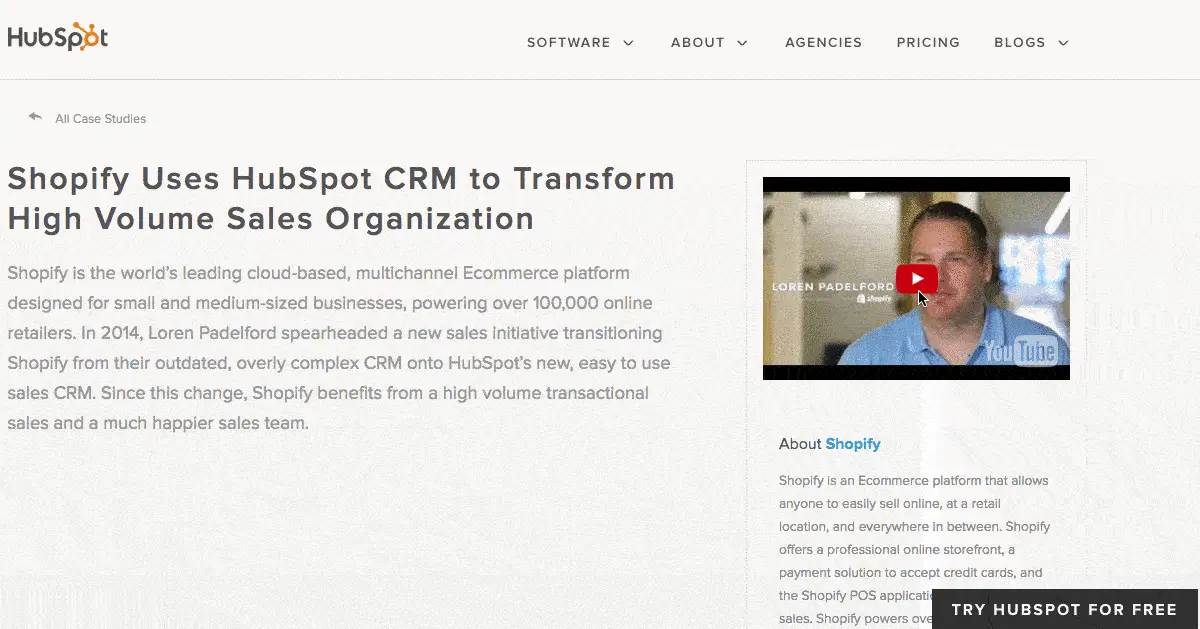 HubSpot
SOFTWARE ABOUT AGENCIES PRICING BLOGS
All Case Studies
Shopify Uses HubSpot CRM to Transform
High Volume Sales Organization
Shopify is the world's leading cloud-based, multichannel Ecommerce platform
designed for small and medium-sized businesses, powering over 100,000 online
retailers. In 2014, Loren Padelford spearheaded a new sales initiative transitioning
Shopify from their outdated, overly complex CRM onto HubSpot's new, easy to use
sales CRM. Since this change, Shopify benefits from a high volume transactional
sales and a much happier sales team.
LOREN PADELFORD
shopify
YouTube
About Shopify
Shopify is an Ecommerce platform that allows
anyone to easily sell online, at a retail
location, and everywhere in between. Shopify
offers a professional online storefront, a
payment solution to accept credit cards, and
the Shopify POS
sales. Shopify powers
TRY HUBSPOT FOR FREE